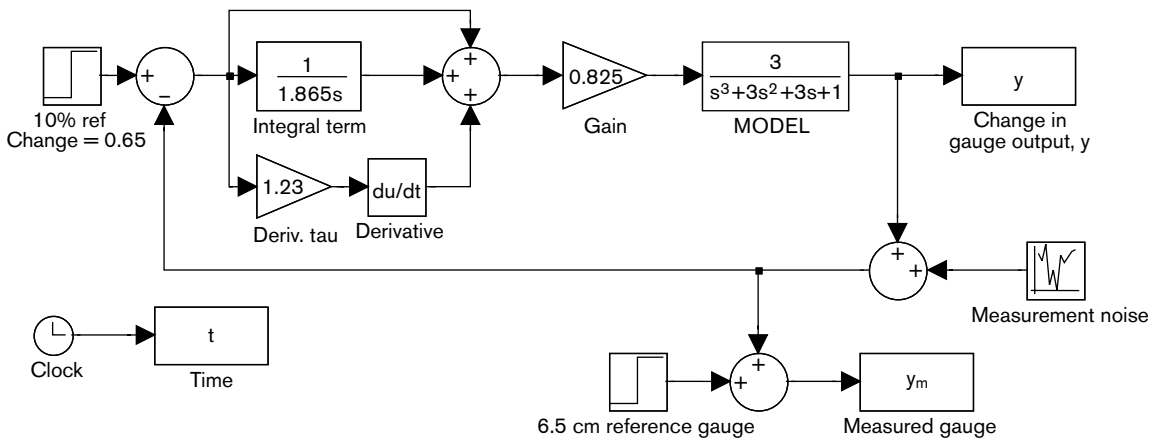 +
−
10% ref
Change = 0.65
1
1.865s
Integral term
+
+
+
0.825
Gain
3
s³+3s²+3s+1
MODEL
y
Change in
gauge output, y
1.23
Deriv. tau
du/dt
Derivative
+
+
Measurement noise
Clock
t
Time
6.5 cm reference gauge
+
+
yₘ
Measured gauge